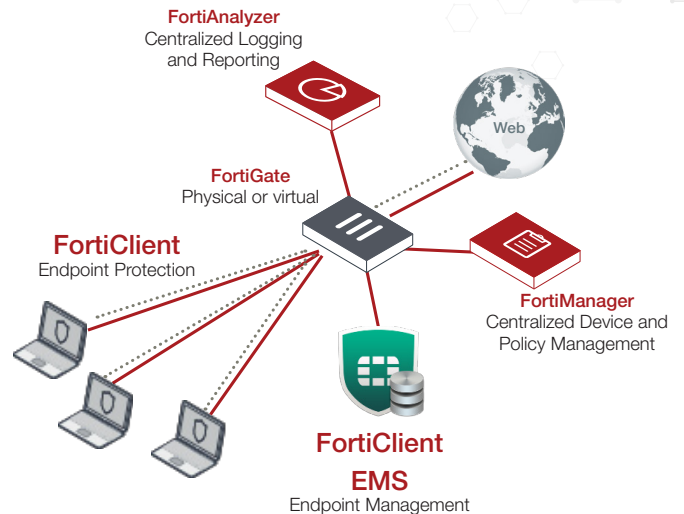 FortiAnalyzer
Centralized Logging
and Reporting
Web
FortiGate
Physical or virtual
FortiClient
Endpoint Protection
FortiManager
Centralized Device and
Policy Management
FortiClient
EMS
Endpoint Management